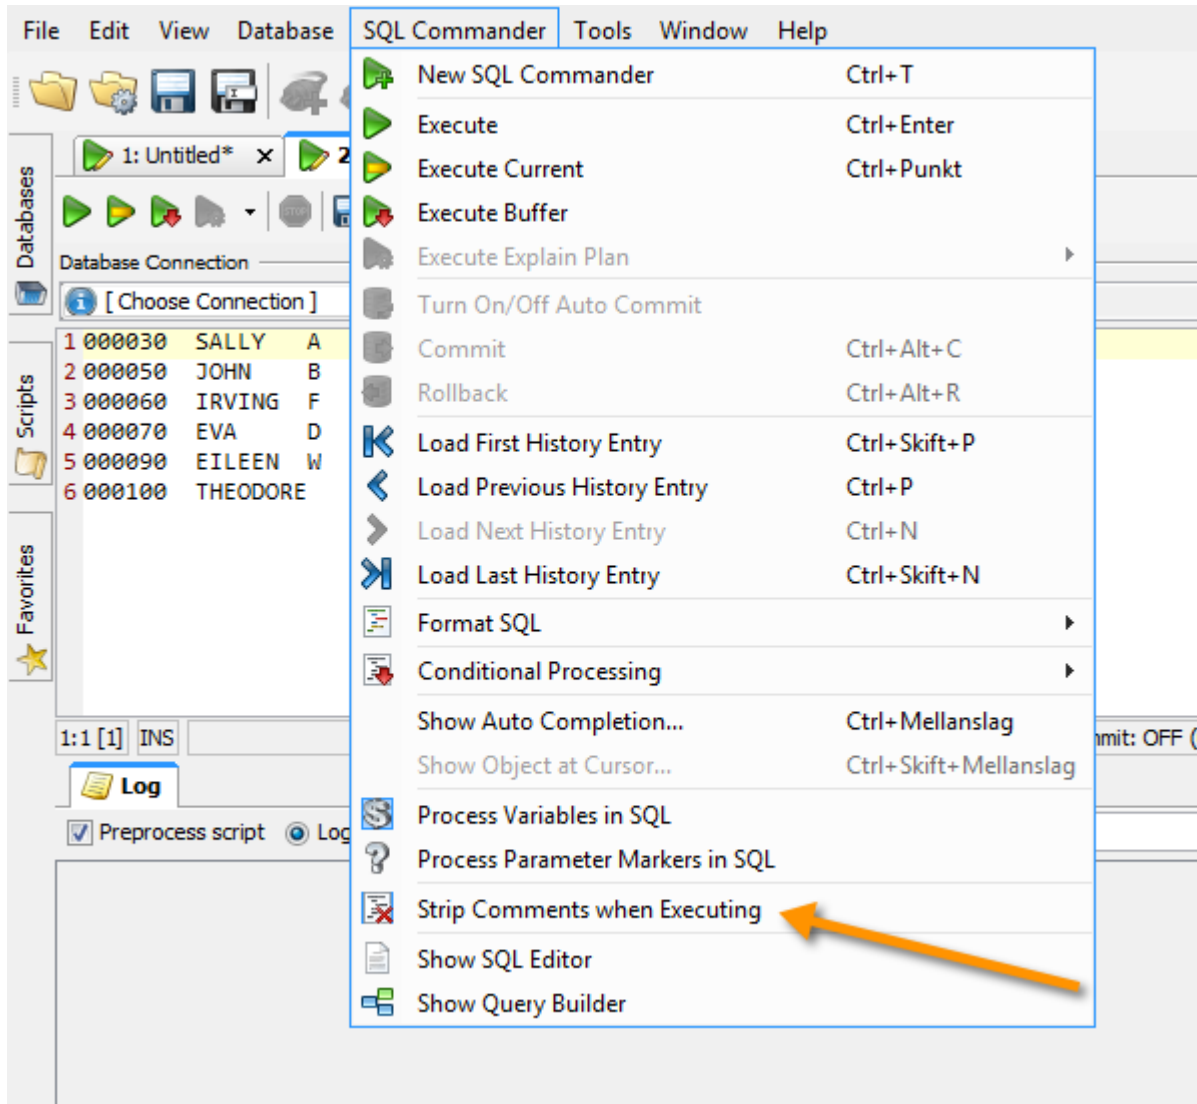 File Edit View Database SQL Commander Tools Window Help
New SQL Commander Ctrl+T
Execute Ctrl+Enter
Execute Current Ctrl+Punkt
Execute Buffer
Execute Explain Plan
Turn On/Off Auto Commit
Commit Ctrl+Alt+C
Rollback Ctrl+Alt+R
Load First History Entry Ctrl+Skift+P
Load Previous History Entry Ctrl+P
Load Next History Entry Ctrl+N
Load Last History Entry Ctrl+Skift+N
Format SQL
Conditional Processing
Show Auto Completion... Ctrl+Mellanslag
Show Object at Cursor... Ctrl+Skift+Mellanslag
Process Variables in SQL
Process Parameter Markers in SQL
Strip Comments when Executing
Show SQL Editor
Show Query Builder
1: Untitled* 2
Databases
Scripts
Favorites
STOP
Database Connection
[ Choose Connection ]
1 000030 SALLY A
2 000050 JOHN B
3 000060 IRVING F
4 000070 EVA D
5 000090 EILEEN W
6 000100 THEODORE
1:1 [1] INS
mmit: OFF (
Log
Preprocess script Log